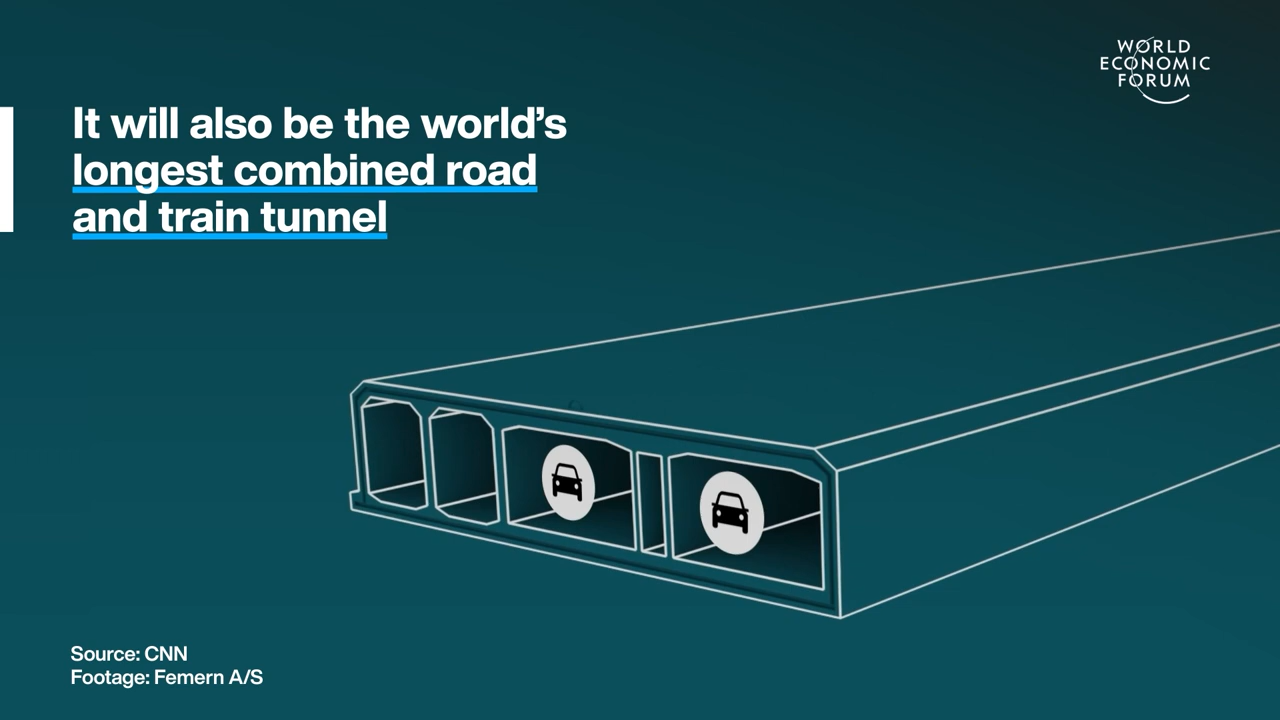 WORLD
ECONOMIC
FORUM
It will also be the world's
longest combined road
and train tunnel
Source: CNN
Footage: Femern A/S